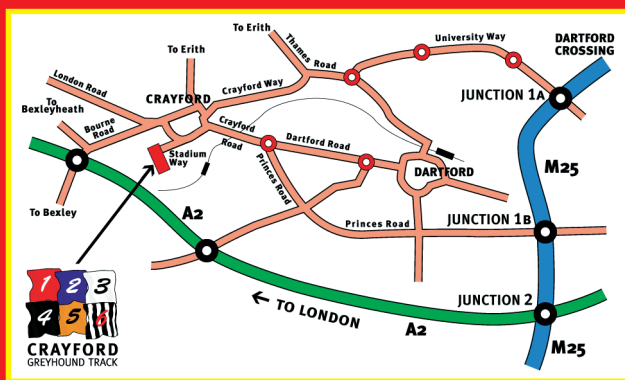 To Erith
University Way
DARTFORD
CROSSING
To Erith
Thames
Road
London Road
Crayford Way
JUNCTION 1A
CRAYFORD
To
Bexleyheath
Bourne
Road
Crayford
Road
Dartford Road
Stadium
Way
M25
DARTFORD
Princes Road
To Bexley
A2
Princes Road
JUNCTION 1B
1 2 3
4 5 6
← TO LONDON
JUNCTION 2
A2
CRAYFORD
GREYHOUND TRACK
M25